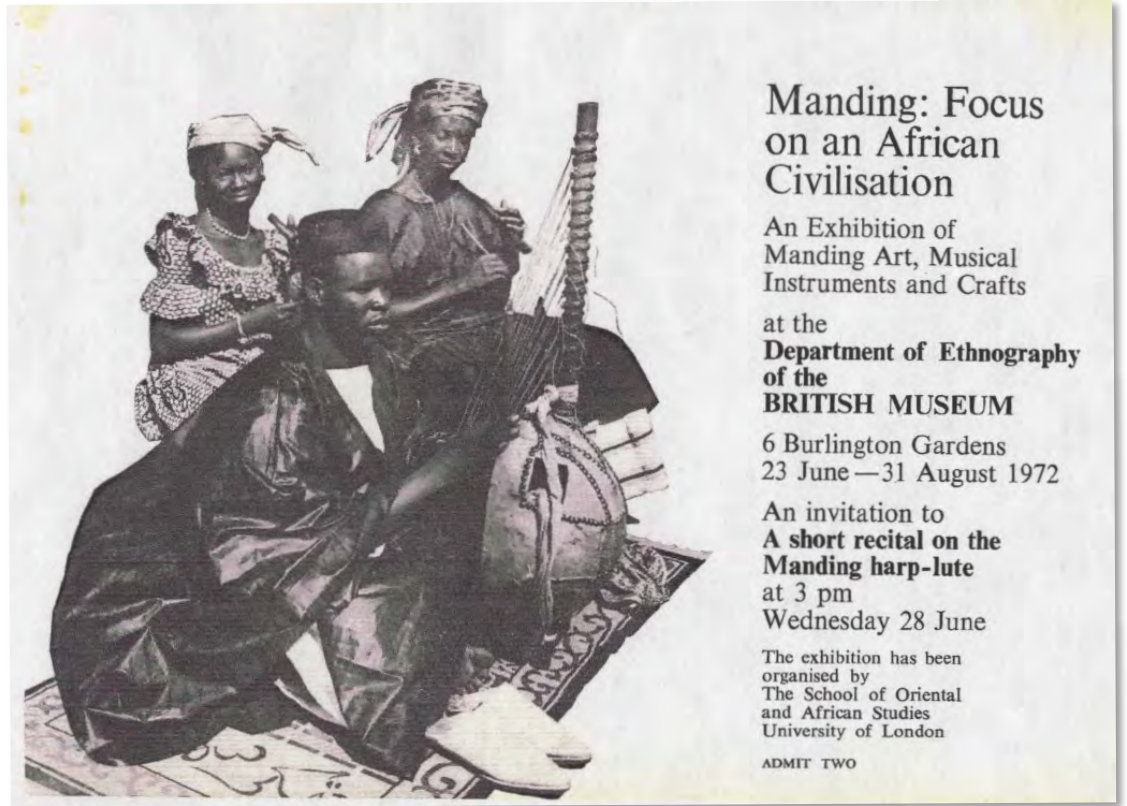 Manding: Focus
on an African
Civilisation
An Exhibition of
Manding Art, Musical
Instruments and Crafts
at the
Department of Ethnography
of the
BRITISH MUSEUM
6 Burlington Gardens
23 June—31 August 1972
An invitation to
A short recital on the
Manding harp-lute
at 3 pm
Wednesday 28 June
The exhibition has been
organised by
The School of Oriental
and African Studies
University of London
ADMIT TWO